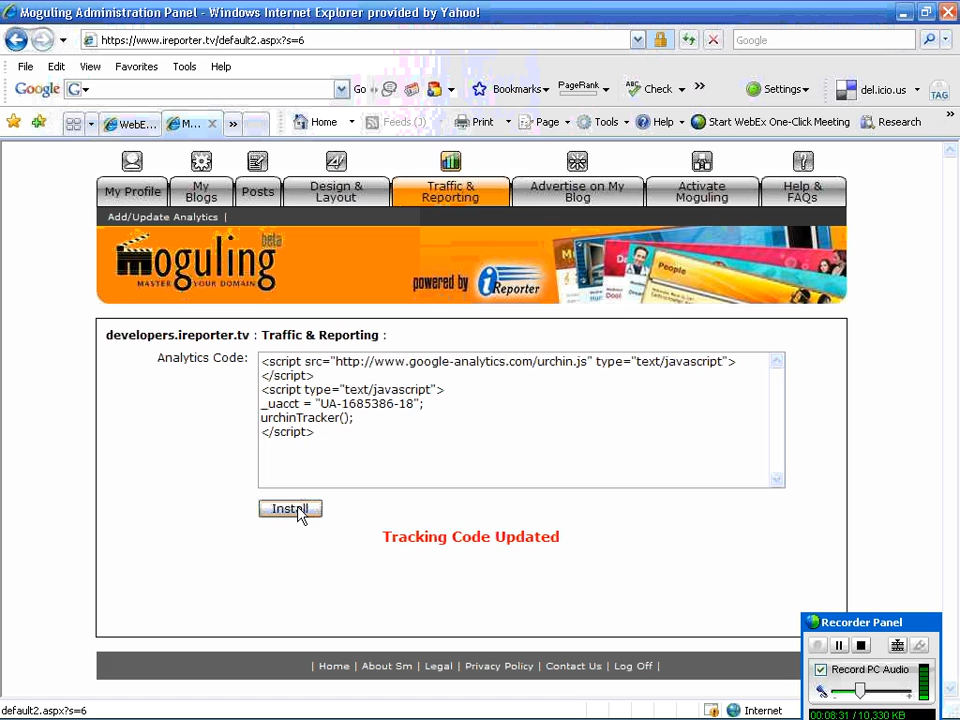 Moguling Administration Panel - Windows Internet Explorer provided by Yahoo!
https://www.ireporter.tv/default2.aspx?s=6
Google
File Edit View Favorites Tools Help
Google G Go Bookmarks PageRank ABC Check » Settings del.icio.us TAG
WebE... M... » Home Feeds (J) Print Page Tools Help Start WebEx One-Click Meeting Research »
My Profile
My Blogs
Posts
Design & Layout
Traffic & Reporting
Advertise on My Blog
Activate Moguling
Help & FAQs
Add/Update Analytics |
moguling beta
MASTER YOUR DOMAIN
powered by iReporter
People
developers.ireporter.tv : Traffic & Reporting :
Analytics Code:
<script src="http://www.google-analytics.com/urchin.js" type="text/javascript">
</script>
<script type="text/javascript">
_uacct = "UA-1685386-18";
urchinTracker();
</script>
Install
Tracking Code Updated
| Home | About Sm | Legal | Privacy Policy | Contact Us | Log Off |
Recorder Panel
Record PC Audio
00:08:31 / 10,330 KB
default2.aspx?s=6
Internet